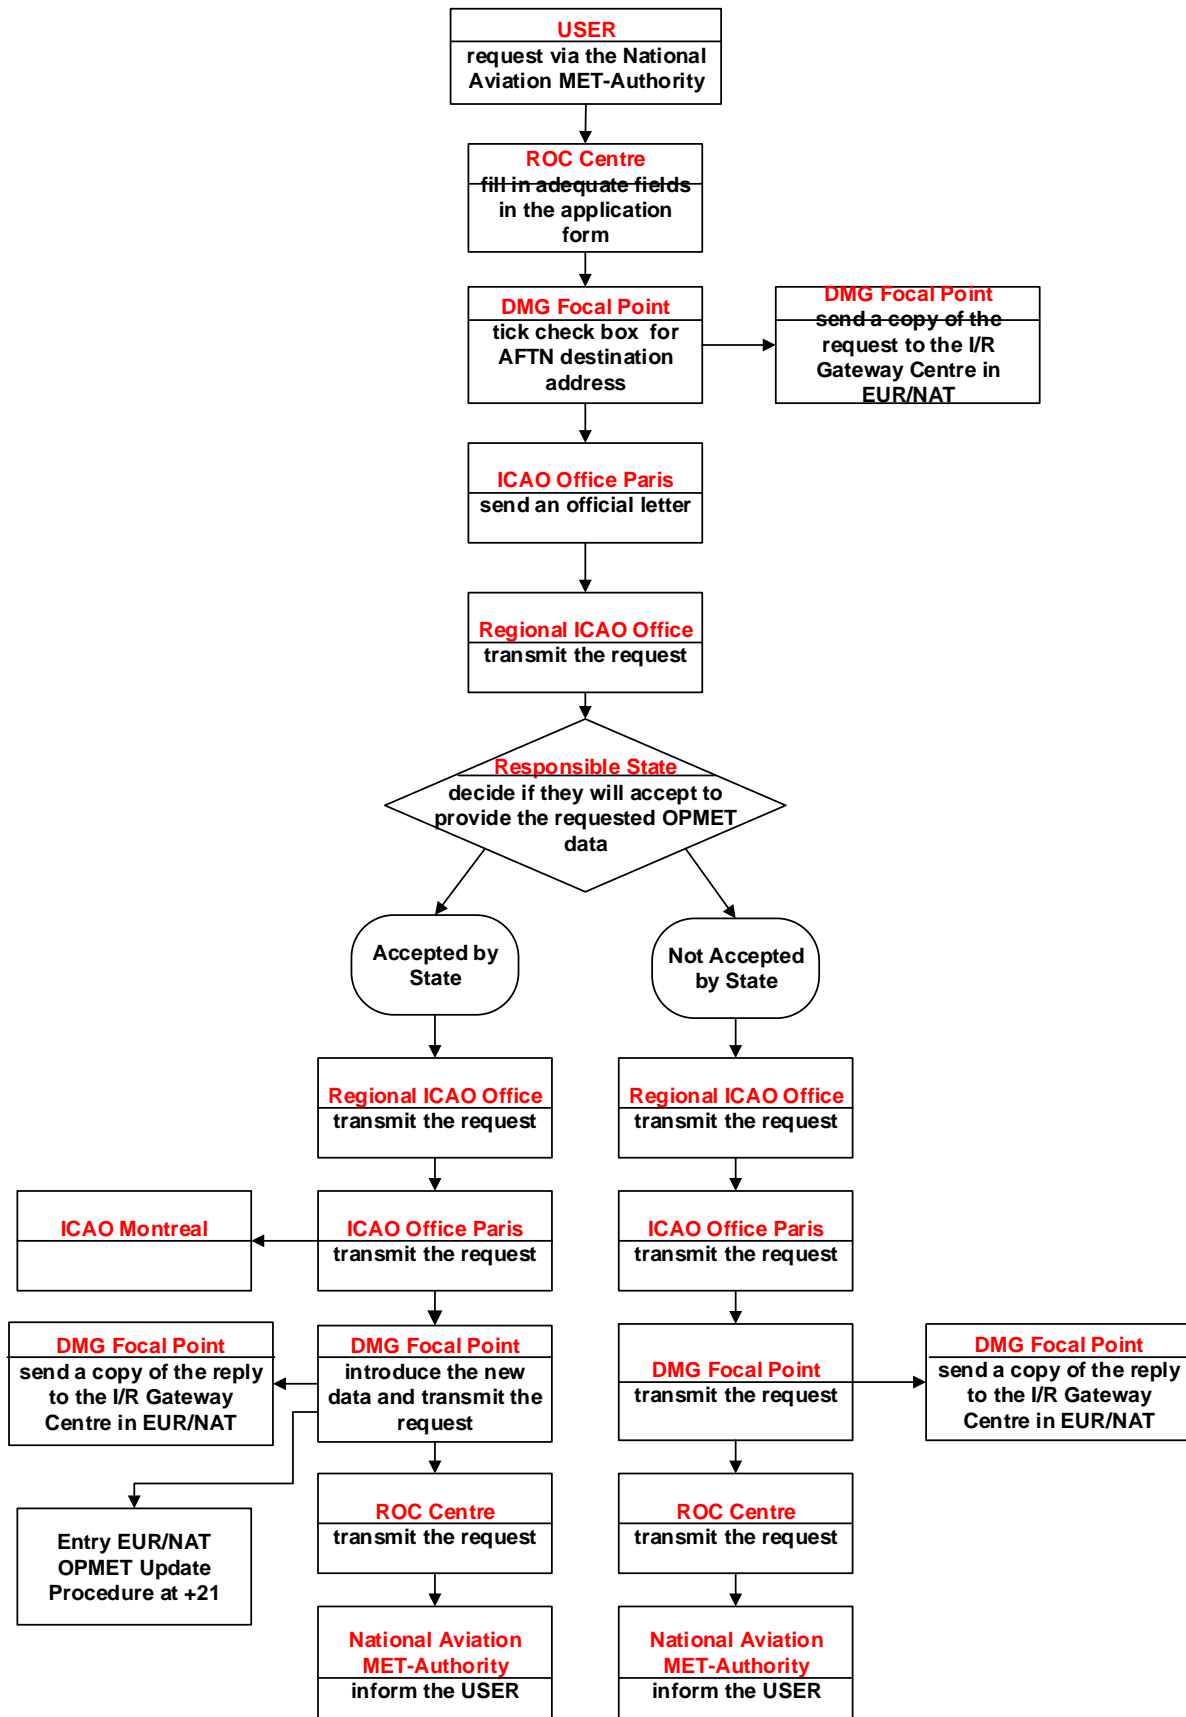 USER
request via the National
Aviation MET-Authority
ROC Centre
fill in adequate fields
in the application
form
DMG Focal Point
tick check box for
AFTN destination
address
DMG Focal Point
send a copy of the
request to the I/R
Gateway Centre in
EUR/NAT
ICAO Office Paris
send an official letter
Regional ICAO Office
transmit the request
Responsible State
decide if they will accept to
provide the requested OPMET
data
Accepted by
State
Not Accepted
by State
Regional ICAO Office
transmit the request
Regional ICAO Office
transmit the request
ICAO Montreal
ICAO Office Paris
transmit the request
ICAO Office Paris
transmit the request
DMG Focal Point
send a copy of the reply
to the I/R Gateway
Centre in EUR/NAT
DMG Focal Point
introduce the new
data and transmit the
request
DMG Focal Point
transmit the request
DMG Focal Point
send a copy of the reply
to the I/R Gateway
Centre in EUR/NAT
Entry EUR/NAT
OPMET Update
Procedure at +21
ROC Centre
transmit the request
ROC Centre
transmit the request
National Aviation
MET-Authority
inform the USER
National Aviation
MET-Authority
inform the USER